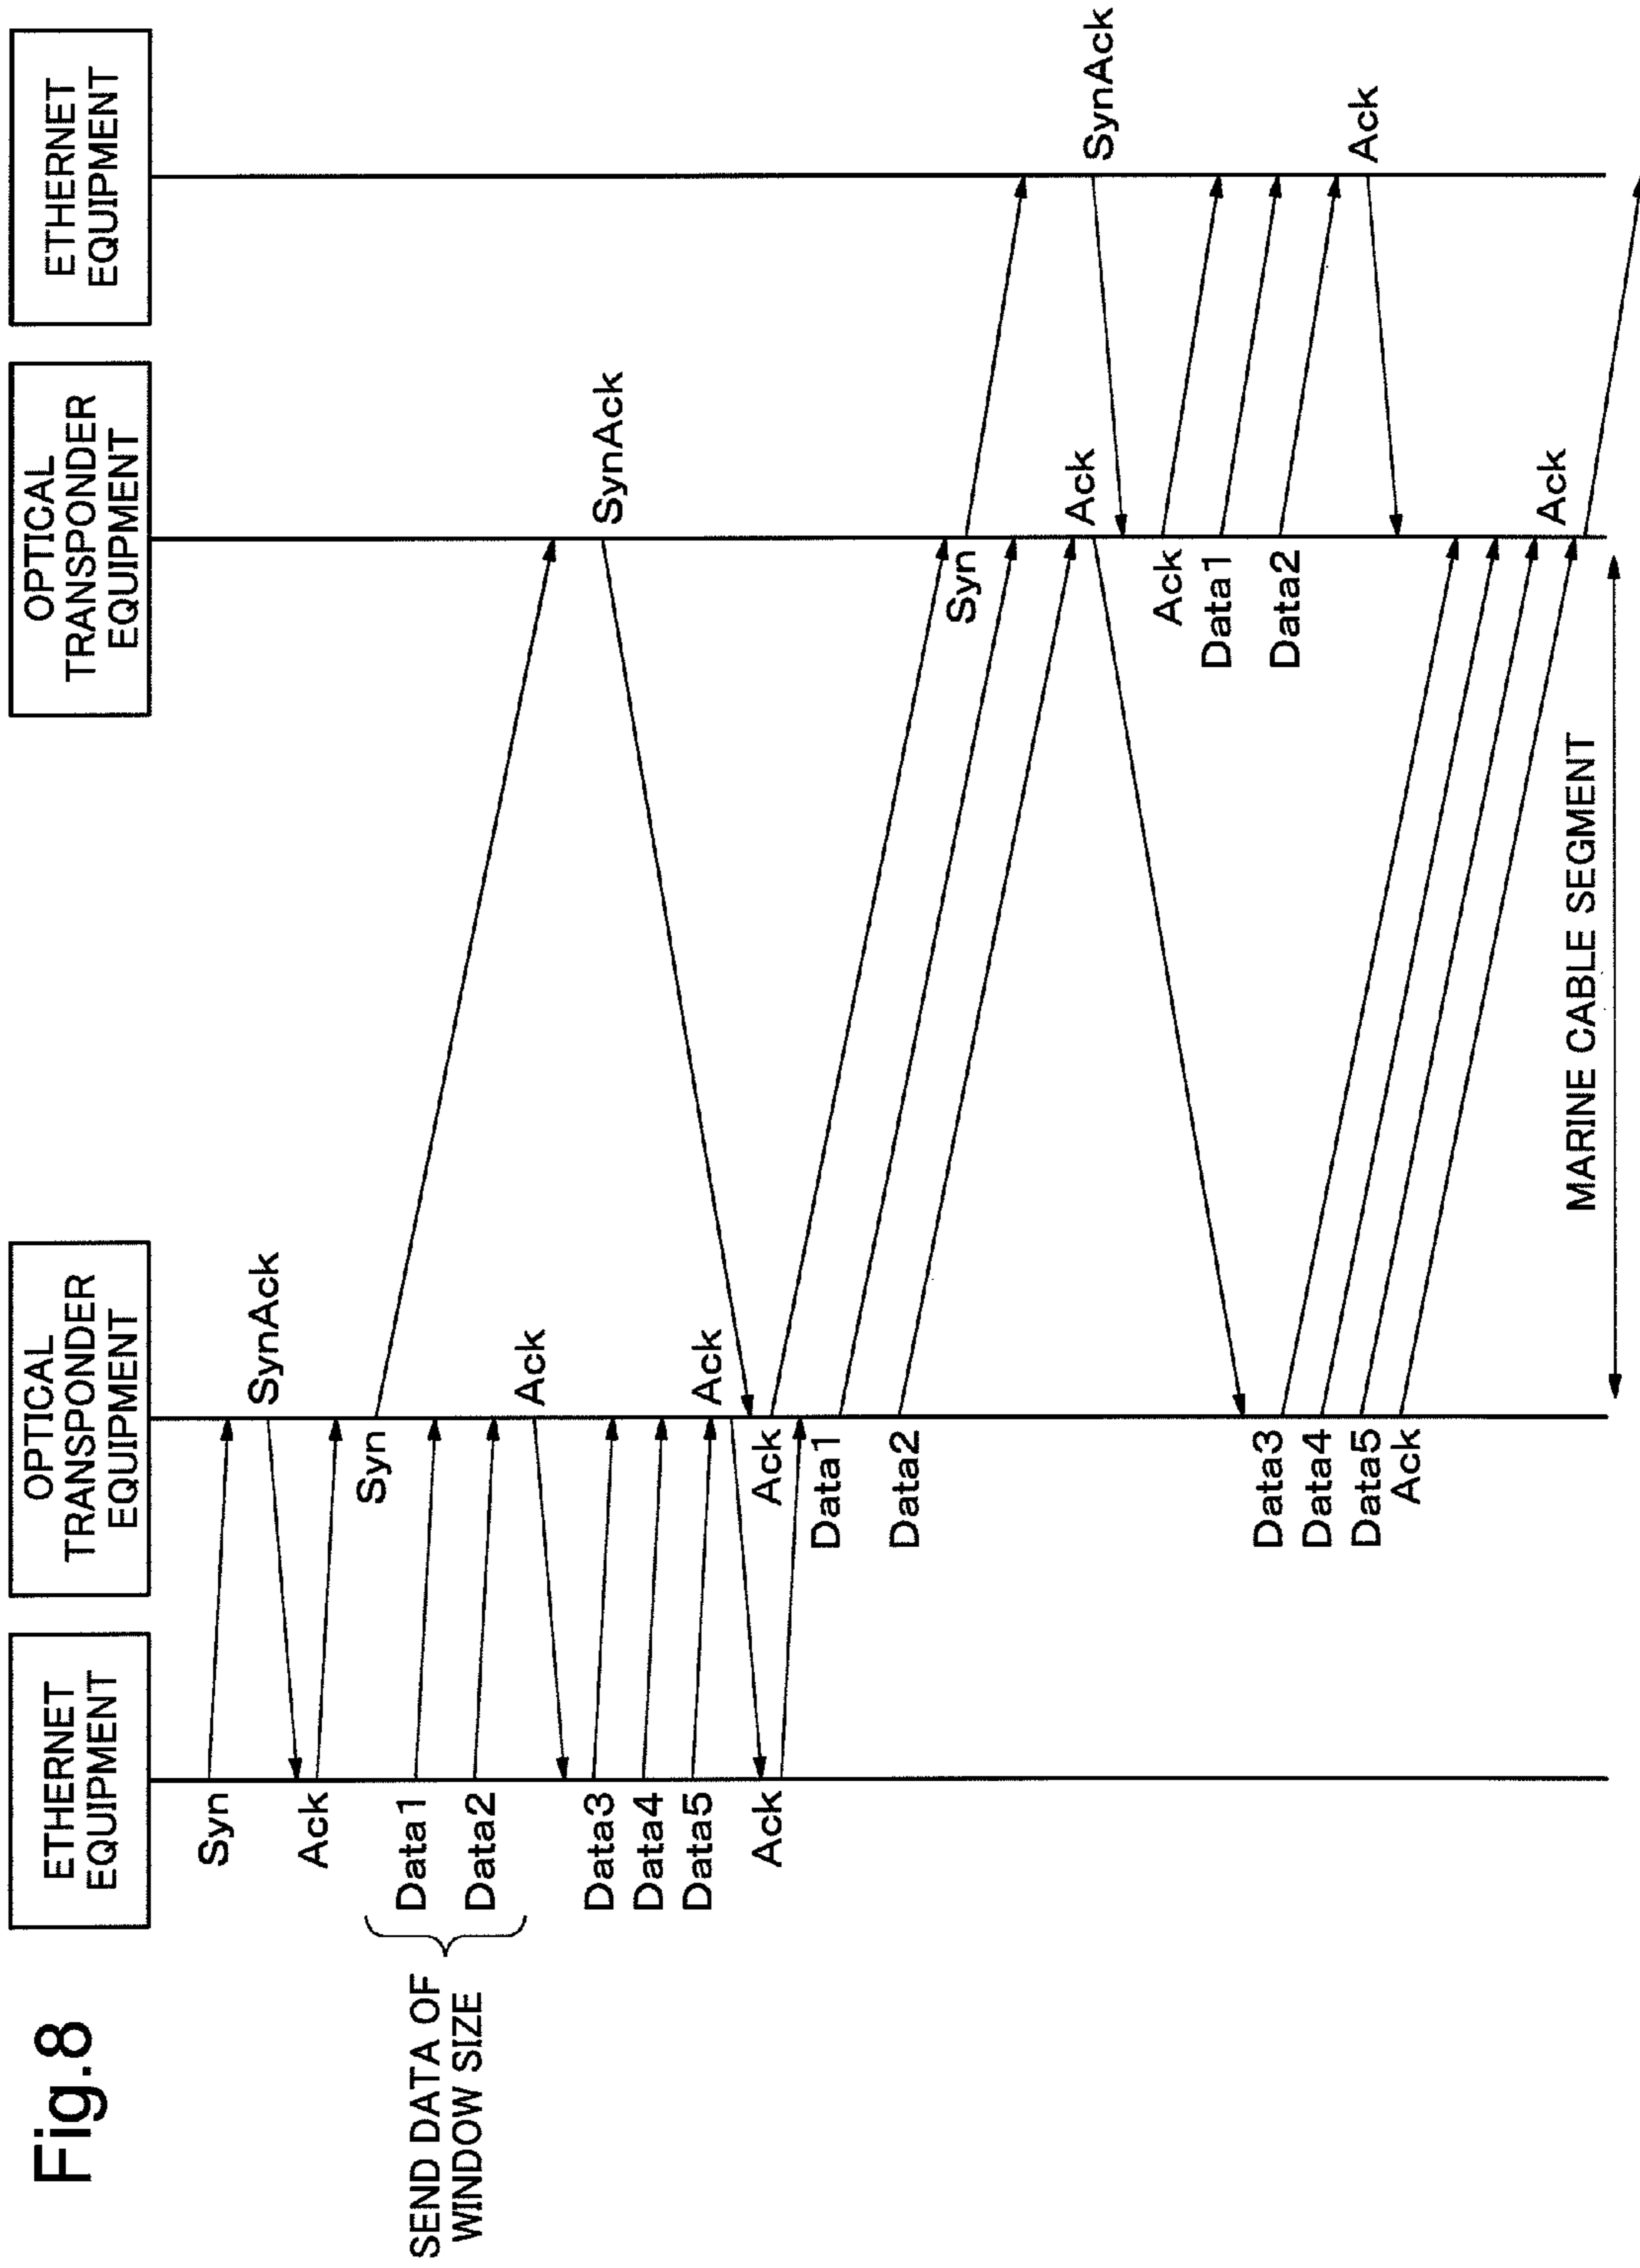 Fig.8
ETHERNET
EQUIPMENT
OPTICAL
TRANSPONDER
EQUIPMENT
OPTICAL
TRANSPONDER
EQUIPMENT
ETHERNET
EQUIPMENT
Syn
SynAck
Ack
Syn
SEND DATA OF
WINDOW SIZE
Data1
Data2
Ack
SynAck
Data3
Data4
Data5
Ack
Ack
Ack
Data1
Data2
Syn
SynAck
Ack
Ack
Data1
Data2
Ack
Data3
Data4
Data5
Ack
Ack
MARINE CABLE SEGMENT